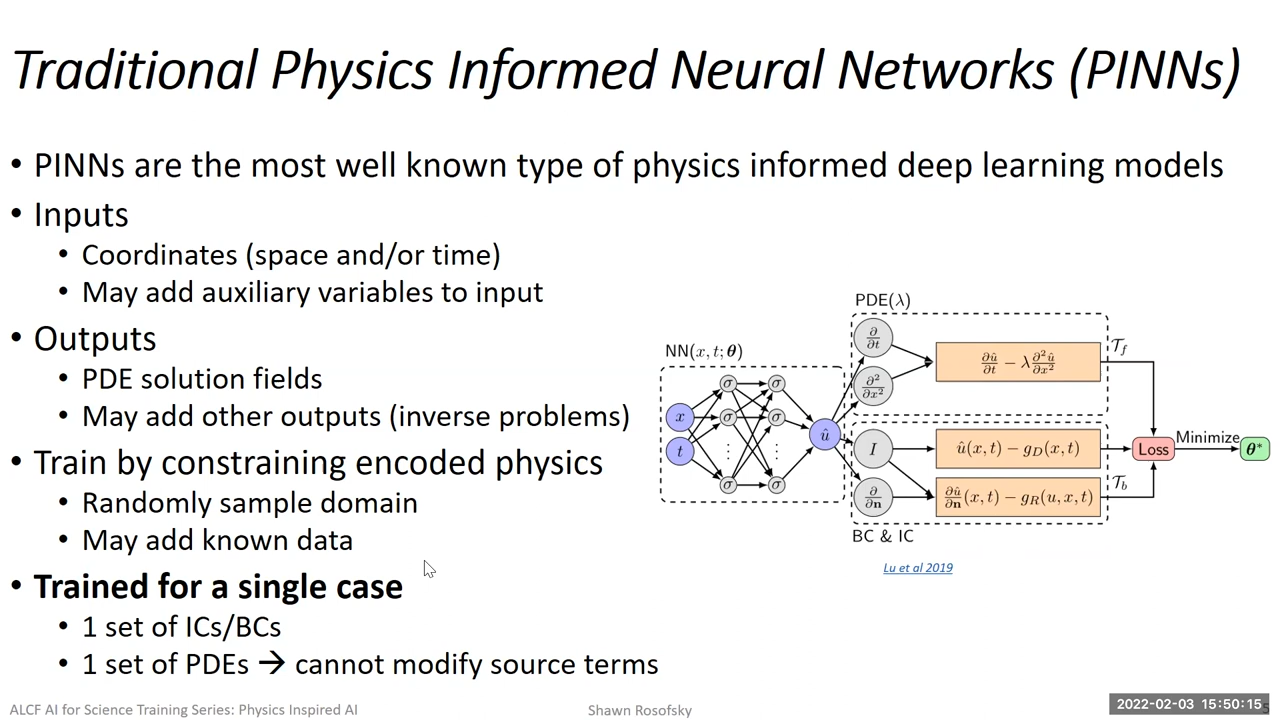 Traditional Physics Informed Neural Networks (PINNs)
• PINNs are the most well known type of physics informed deep learning models
• Inputs
• Coordinates (space and/or time)
• May add auxiliary variables to input
• Outputs
• PDE solution fields
• May add other outputs (inverse problems)
• Train by constraining encoded physics
• Randomly sample domain
• May add known data
• Trained for a single case
• 1 set of ICs/BCs
• 1 set of PDEs → cannot modify source terms
PDE(λ)
NN(x, t; θ)
x
t
σ σ
σ σ
⋮ ⋮
σ σ
û
∂/∂t
∂²/∂x²
∂û/∂t − λ ∂²û/∂x²
𝒯f
I
û(x, t) − gD(x, t)
∂/∂n
∂û/∂n (x, t) − gR(u, x, t)
𝒯b
Loss
Minimize
θ*
BC & IC
Lu et al 2019
ALCF AI for Science Training Series: Physics Inspired AI
Shawn Rosofsky
2022-02-03 15:50:15